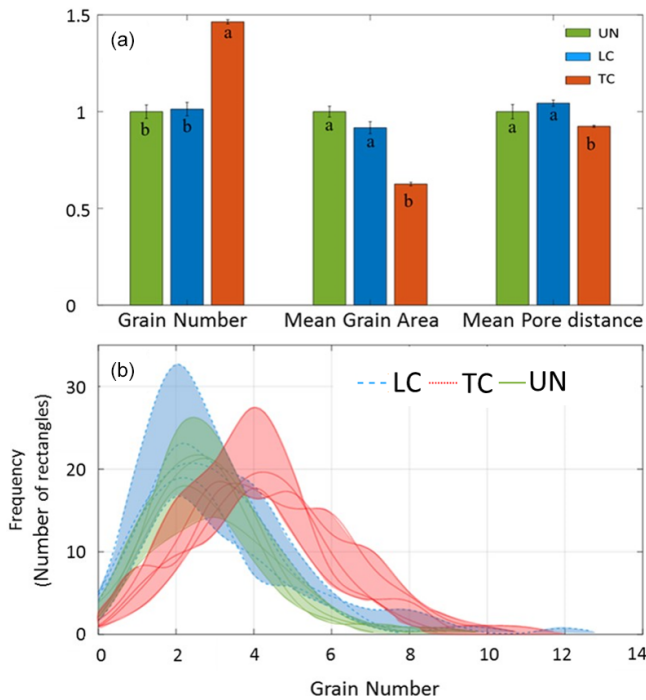 1.5
(a)
UN
LC
TC
a
1
b
b
a
a
a
a
b
0.5
b
0
Grain Number
Mean Grain Area
Mean Pore distance
(b)
LC
TC
UN
30
20
10
0
Frequency
(Number of rectangles)
0
2
4
6
8
10
12
14
Grain Number